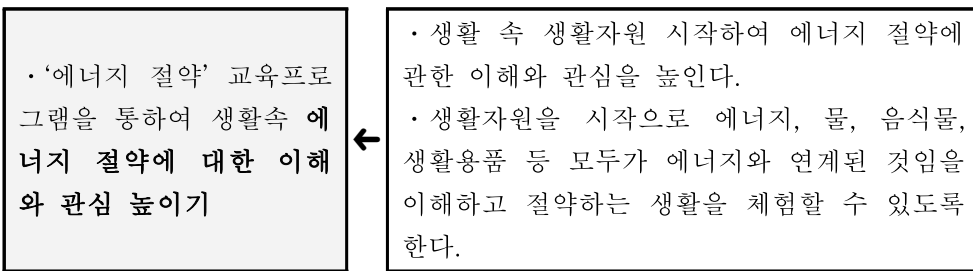 · ‘에너지 절약’ 교육프로
그램을 통하여 생활속 에
너지 절약에 대한 이해
와 관심 높이기
←
· 생활 속 생활자원 시작하여 에너지 절약에
관한 이해와 관심을 높인다.
· 생활자원을 시작으로 에너지, 물, 음식물,
생활용품 등 모두가 에너지와 연계된 것임을
이해하고 절약하는 생활을 체험할 수 있도록
한다.